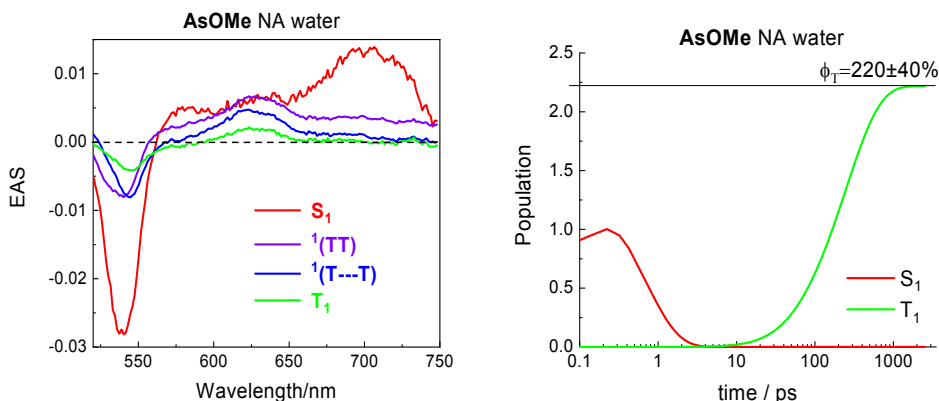 AsOMe NA water
EAS
0.01
0.00
-0.01
-0.02
-0.03
S₁
¹(TT)
¹(T---T)
T₁
550 600 650 700 750
Wavelength/nm
AsOMe NA water
ϕT=220±40%
Population
2.5
2.0
1.5
1.0
0.5
0.0
S₁
T₁
0.1 1 10 100 1000
time / ps